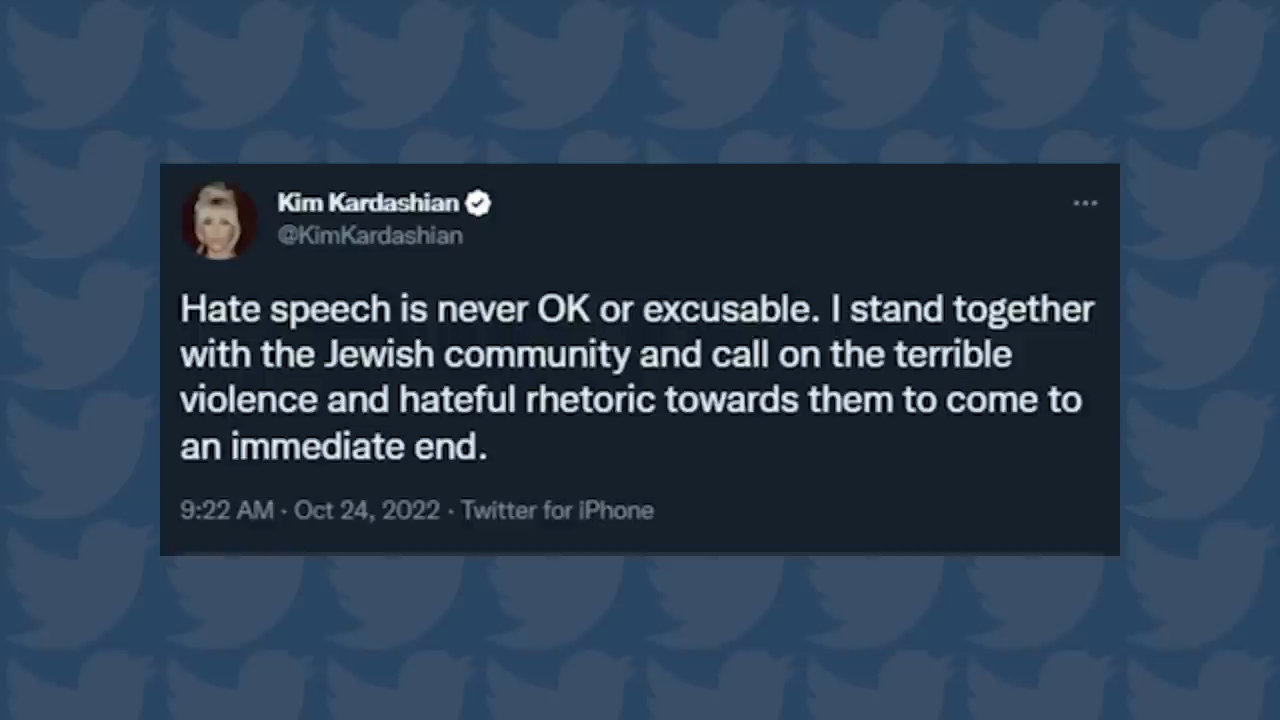 Kim Kardashian
@KimKardashian
Hate speech is never OK or excusable. I stand together
with the Jewish community and call on the terrible
violence and hateful rhetoric towards them to come to
an immediate end.
9:22 AM · Oct 24, 2022 · Twitter for iPhone